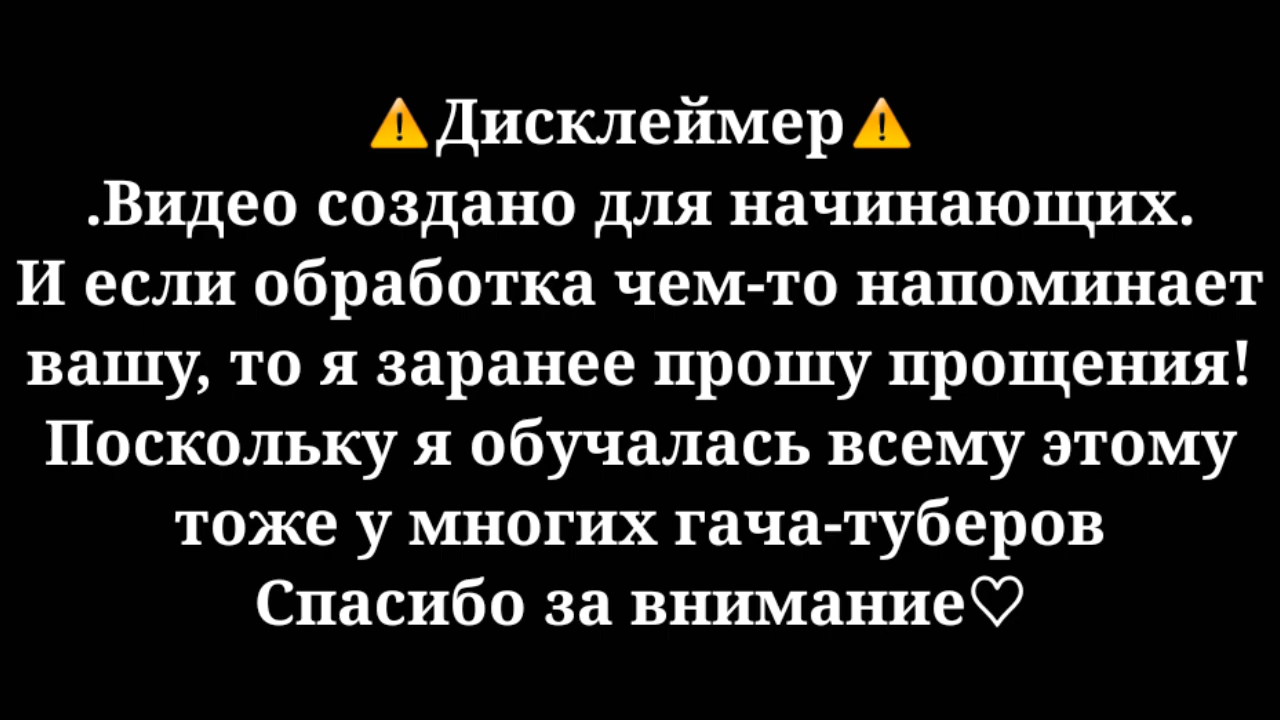 ⚠️Дисклеймер⚠️
.Видео создано для начинающих.
И если обработка чем-то напоминает
вашу, то я заранее прошу прощения!
Поскольку я обучалась всему этому
тоже у многих гача-туберов
Спасибо за внимание♡